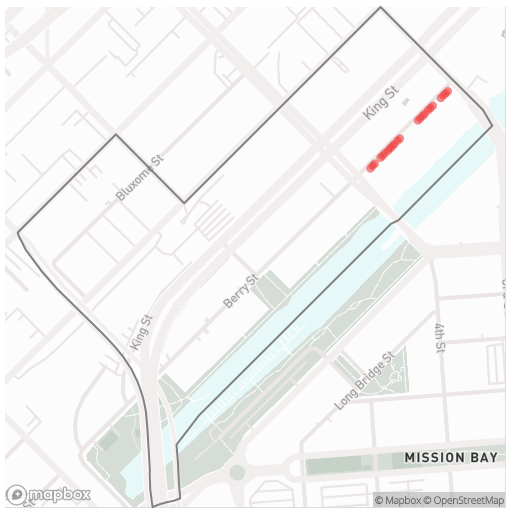 King St
Bluxome St
Berry St
King St
4th St
Long Bridge St
MISSION BAY
mapbox
© Mapbox © OpenStreetMap